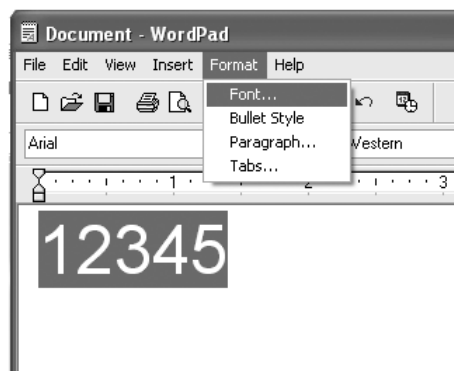 Document - WordPad
File Edit View Insert Format Help
Font...
Bullet Style
Paragraph...
Tabs...
Arial Western
1 2 3
12345